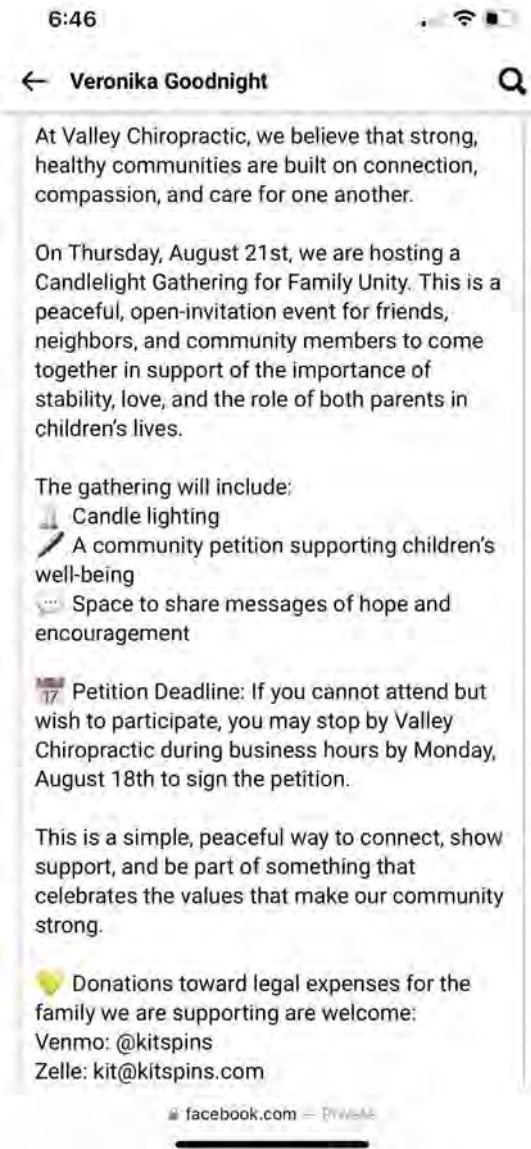 6:46
Veronika Goodnight
At Valley Chiropractic, we believe that strong,
healthy communities are built on connection,
compassion, and care for one another.
On Thursday, August 21st, we are hosting a
Candlelight Gathering for Family Unity. This is a
peaceful, open-invitation event for friends,
neighbors, and community members to come
together in support of the importance of
stability, love, and the role of both parents in
children's lives.
The gathering will include:
Candle lighting
A community petition supporting children's
well-being
Space to share messages of hope and
encouragement
17 Petition Deadline: If you cannot attend but
wish to participate, you may stop by Valley
Chiropractic during business hours by Monday,
August 18th to sign the petition.
This is a simple, peaceful way to connect, show
support, and be part of something that
celebrates the values that make our community
strong.
Donations toward legal expenses for the
family we are supporting are welcome:
Venmo: @kitspins
Zelle: kit@kitspins.com
facebook.com — Private